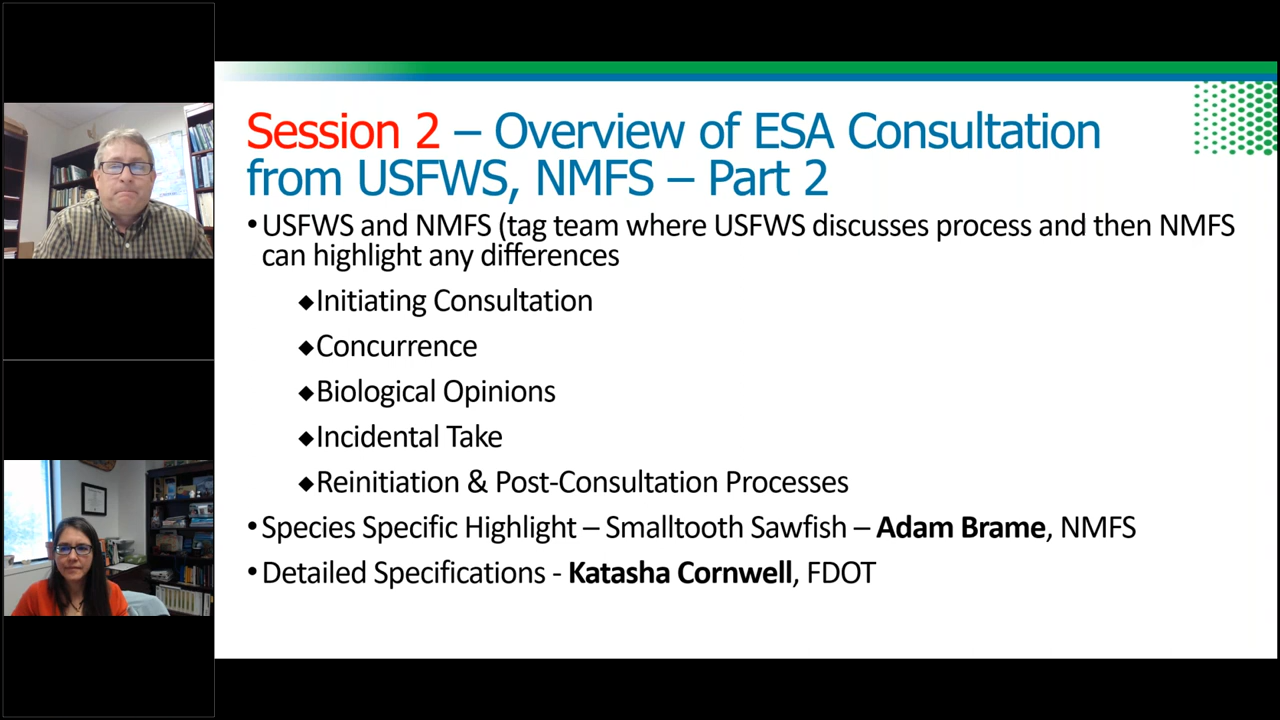 Session 2 – Overview of ESA Consultation
from USFWS, NMFS – Part 2
•USFWS and NMFS (tag team where USFWS discusses process and then NMFS
can highlight any differences
◆Initiating Consultation
◆Concurrence
◆Biological Opinions
◆Incidental Take
◆Reinitiation & Post-Consultation Processes
•Species Specific Highlight – Smalltooth Sawfish – Adam Brame, NMFS
•Detailed Specifications - Katasha Cornwell, FDOT